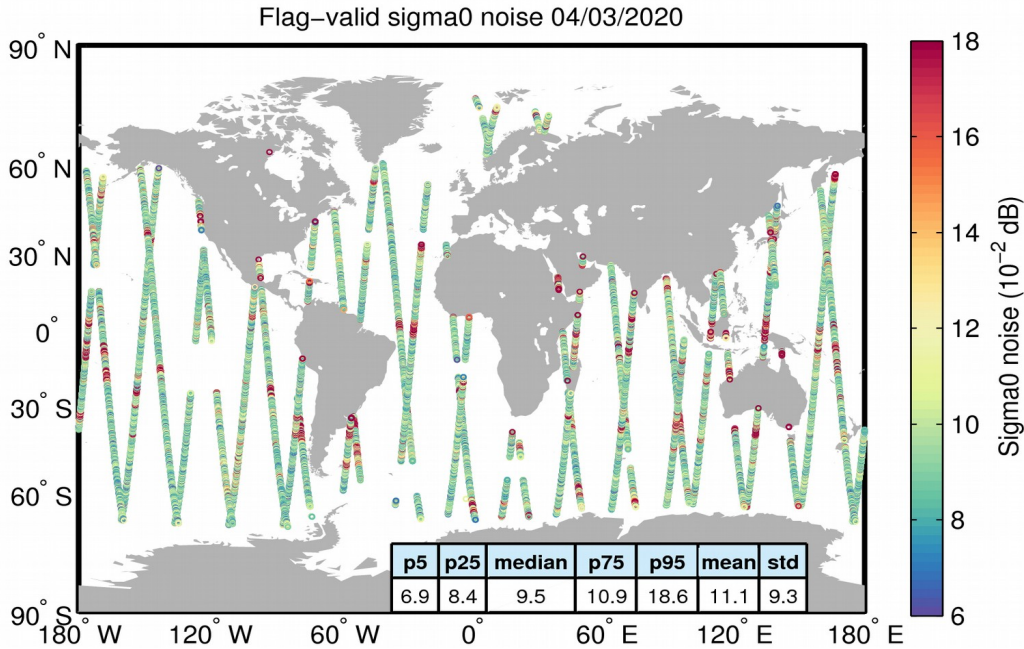 Flag−valid sigma0 noise 04/03/2020
90° N
60° N
30° N
0°
30° S
60° S
90° S
180° W
120° W
60° W
0°
60° E
120° E
180° E
p5 p25 median p75 p95 mean std
6.9 8.4 9.5 10.9 18.6 11.1 9.3
18
16
14
12
10
8
6
Sigma0 noise (10⁻² dB)